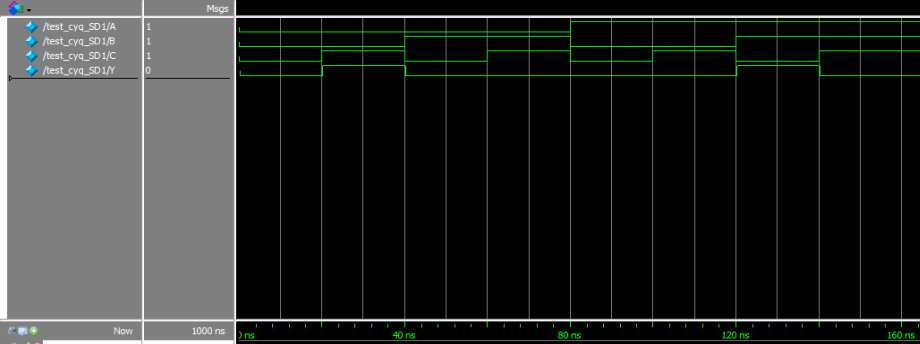 Msgs
/test_cyq_SD1/A 1
/test_cyq_SD1/B 1
/test_cyq_SD1/C 1
/test_cyq_SD1/Y 0
Now 1000 ns ns 40 ns 80 ns 120 ns 160 ns